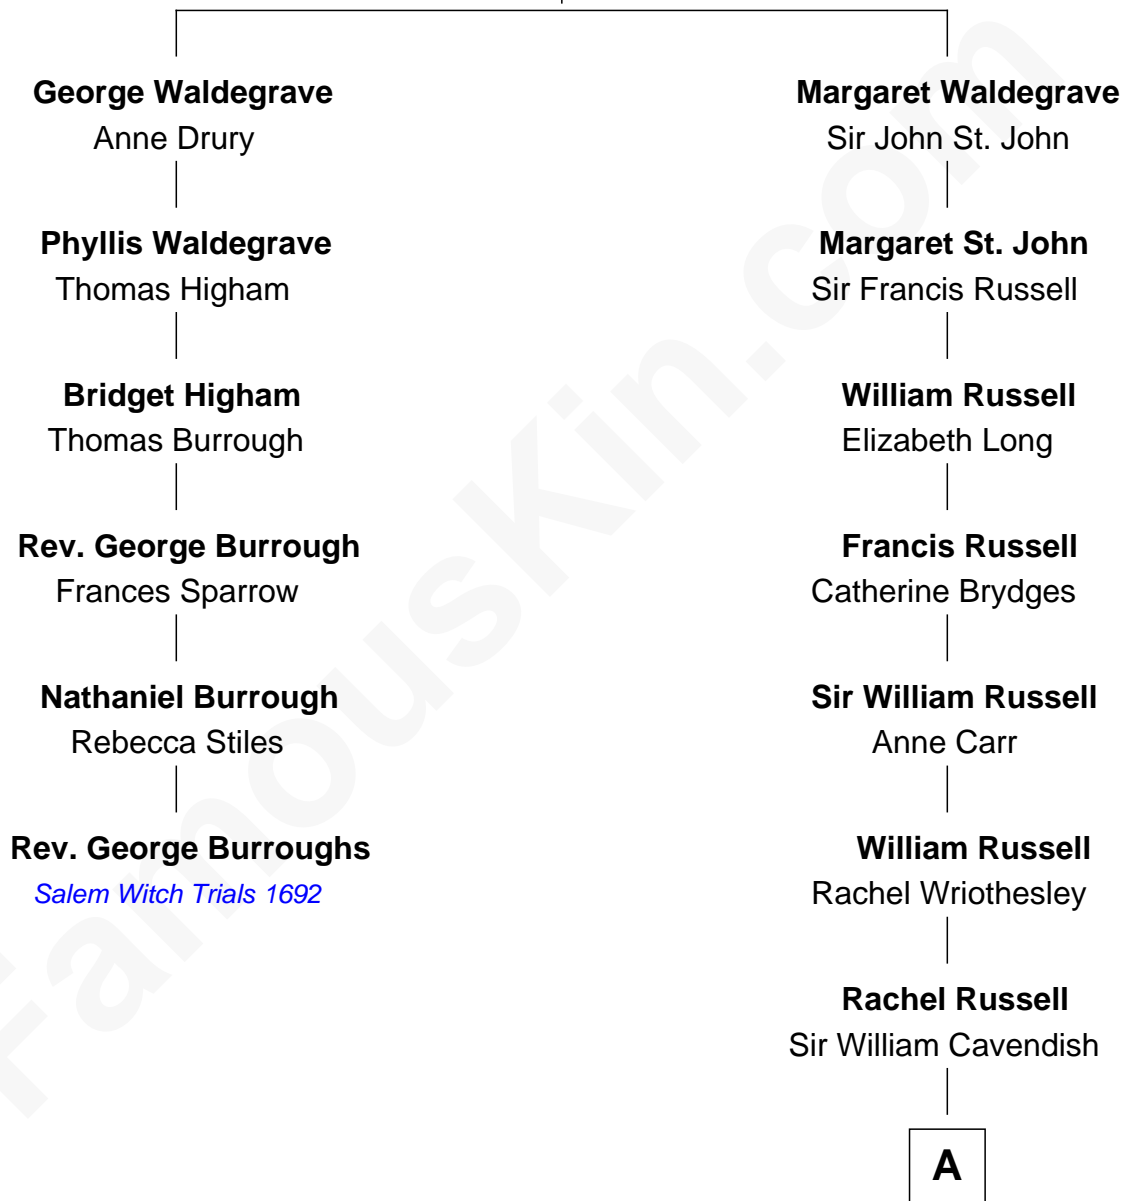 George Waldegrave
Anne Drury
Phyllis Waldegrave
Thomas Higham
Bridget Higham
Thomas Burrough
Rev. George Burrough
Frances Sparrow
Nathaniel Burrough
Rebecca Stiles
Rev. George Burroughs
Salem Witch Trials 1692
Margaret Waldegrave
Sir John St. John
Margaret St. John
Sir Francis Russell
William Russell
Elizabeth Long
Francis Russell
Catherine Brydges
Sir William Russell
Anne Carr
William Russell
Rachel Wriothesley
Rachel Russell
Sir William Cavendish
A
FamousKin.com